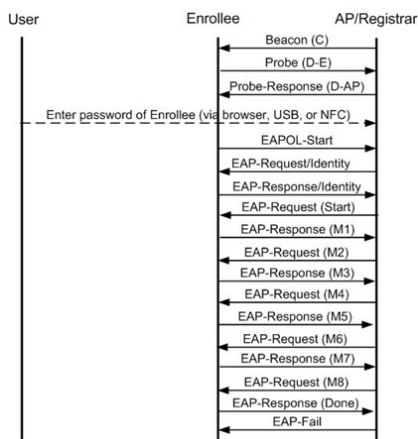 User Enrollee AP/Registrar
Beacon (C)
Probe (D-E)
Probe-Response (D-AP)
Enter password of Enrollee (via browser, USB, or NFC)
EAPOL-Start
EAP-Request/Identity
EAP-Response/Identity
EAP-Request (Start)
EAP-Response (M1)
EAP-Request (M2)
EAP-Response (M3)
EAP-Request (M4)
EAP-Response (M5)
EAP-Request (M6)
EAP-Response (M7)
EAP-Request (M8)
EAP-Response (Done)
EAP-Fail